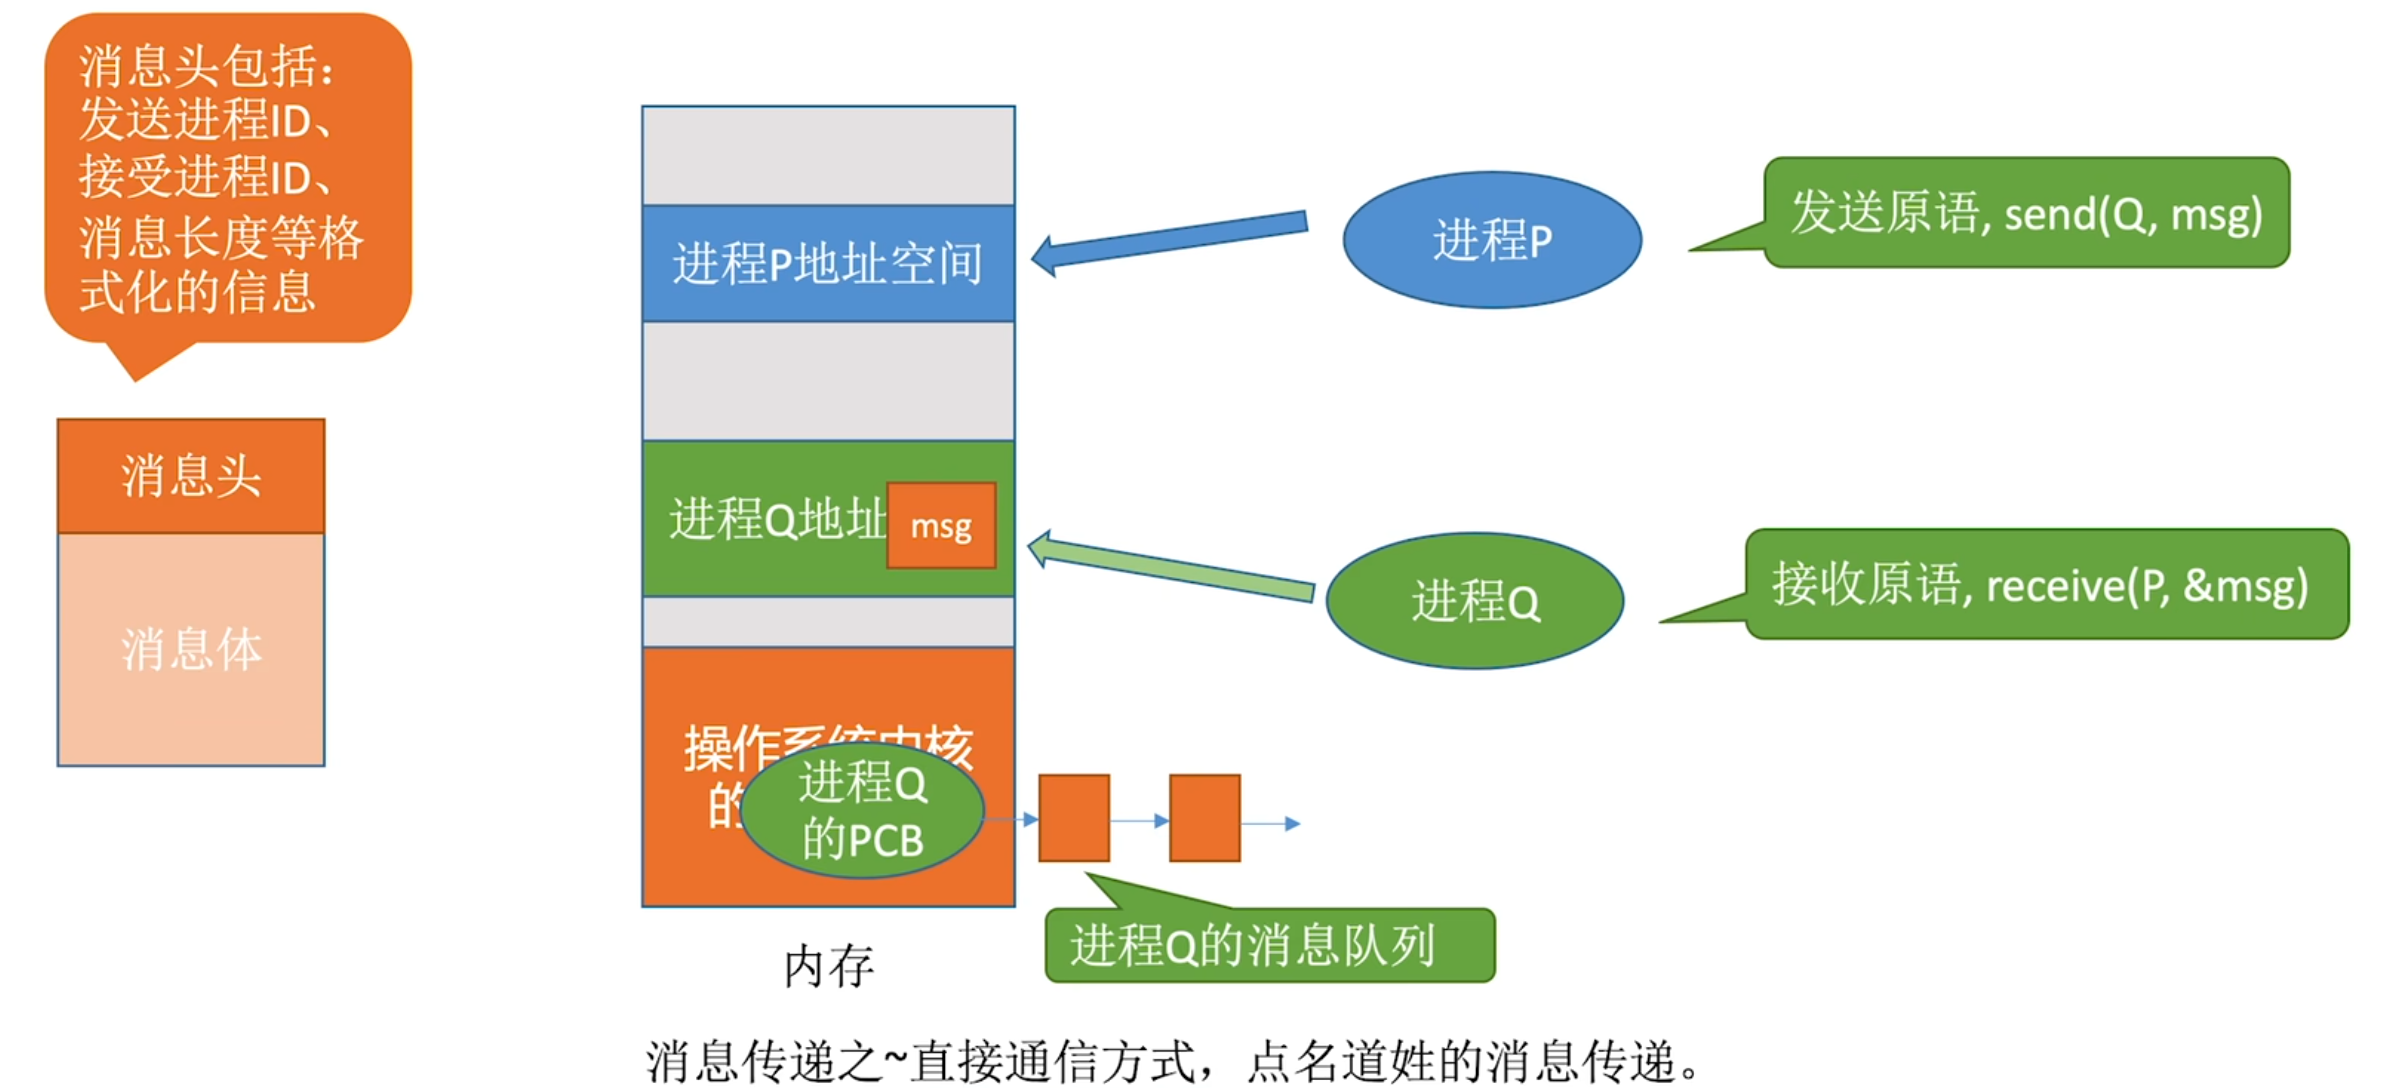 消息头包括：
发送进程ID、
接受进程ID、
消息长度等格
式化的信息
消息头
消息体
进程P地址空间
进程Q地址
msg
操作系统内核
的
进程Q
的PCB
内存
进程P
发送原语, send(Q, msg)
进程Q
接收原语, receive(P, &msg)
进程Q的消息队列
消息传递之~直接通信方式，点名道姓的消息传递。